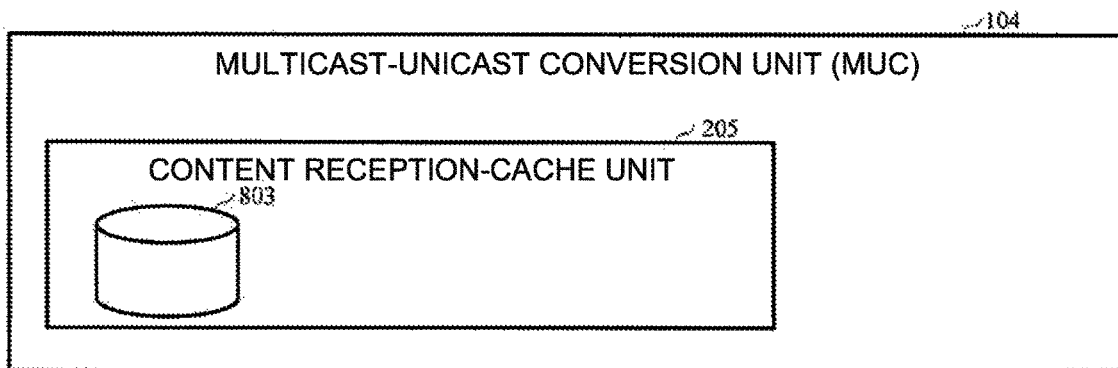 104
MULTICAST-UNICAST CONVERSION UNIT (MUC)
205
CONTENT RECEPTION-CACHE UNIT
803